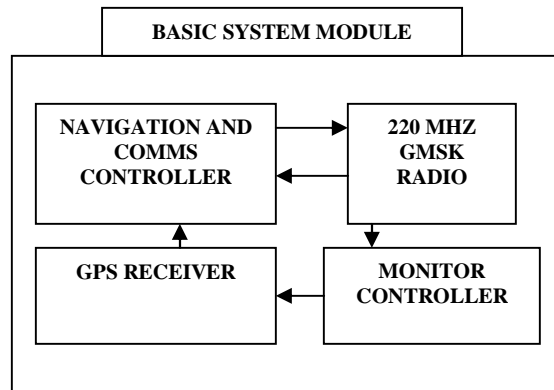 BASIC SYSTEM MODULE
NAVIGATION AND
COMMS
CONTROLLER
220 MHZ
GMSK
RADIO
GPS RECEIVER
MONITOR
CONTROLLER